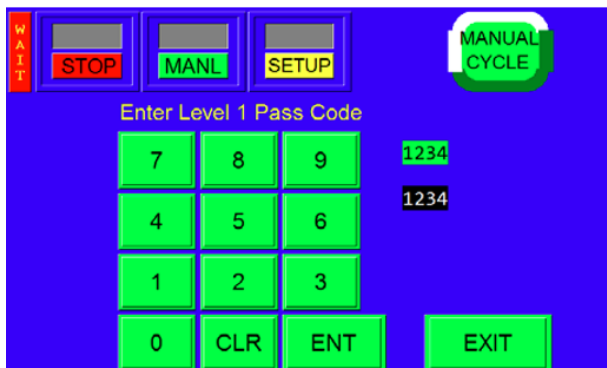 WAIT
STOP MANL SETUP
MANUAL
CYCLE
Enter Level 1 Pass Code
7 8 9 1234
1234
4 5 6
1 2 3
0 CLR ENT EXIT